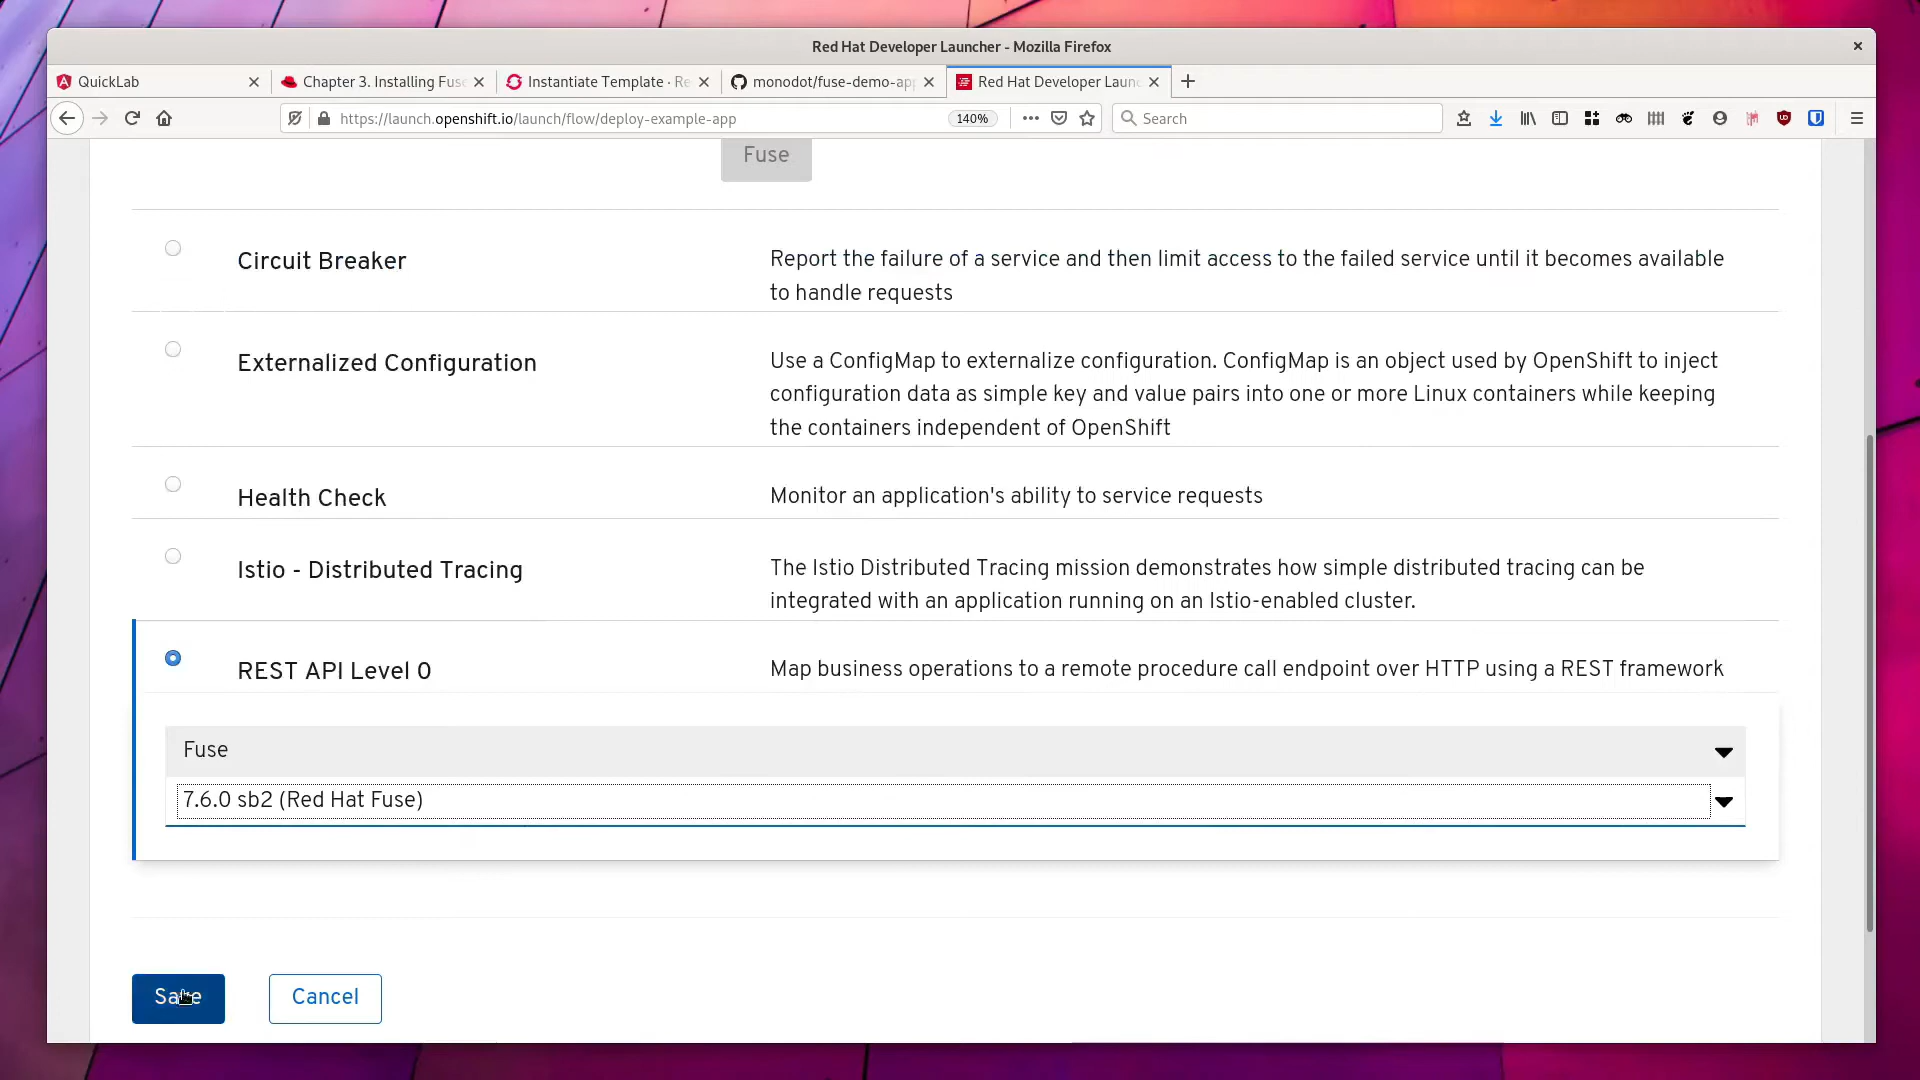 Red Hat Developer Launcher - Mozilla Firefox
QuickLab
Chapter 3. Installing Fus
Instantiate Template · Re
monodot/fuse-demo-ap
Red Hat Developer Laun
https://launch.openshift.io/launch/flow/deploy-example-app
140%
Search
Fuse
Circuit Breaker
Report the failure of a service and then limit access to the failed service until it becomes available
to handle requests
Externalized Configuration
Use a ConfigMap to externalize configuration. ConfigMap is an object used by OpenShift to inject
configuration data as simple key and value pairs into one or more Linux containers while keeping
the containers independent of OpenShift
Health Check
Monitor an application's ability to service requests
Istio - Distributed Tracing
The Istio Distributed Tracing mission demonstrates how simple distributed tracing can be
integrated with an application running on an Istio-enabled cluster.
REST API Level 0
Map business operations to a remote procedure call endpoint over HTTP using a REST framework
Fuse
7.6.0 sb2 (Red Hat Fuse)
Save
Cancel